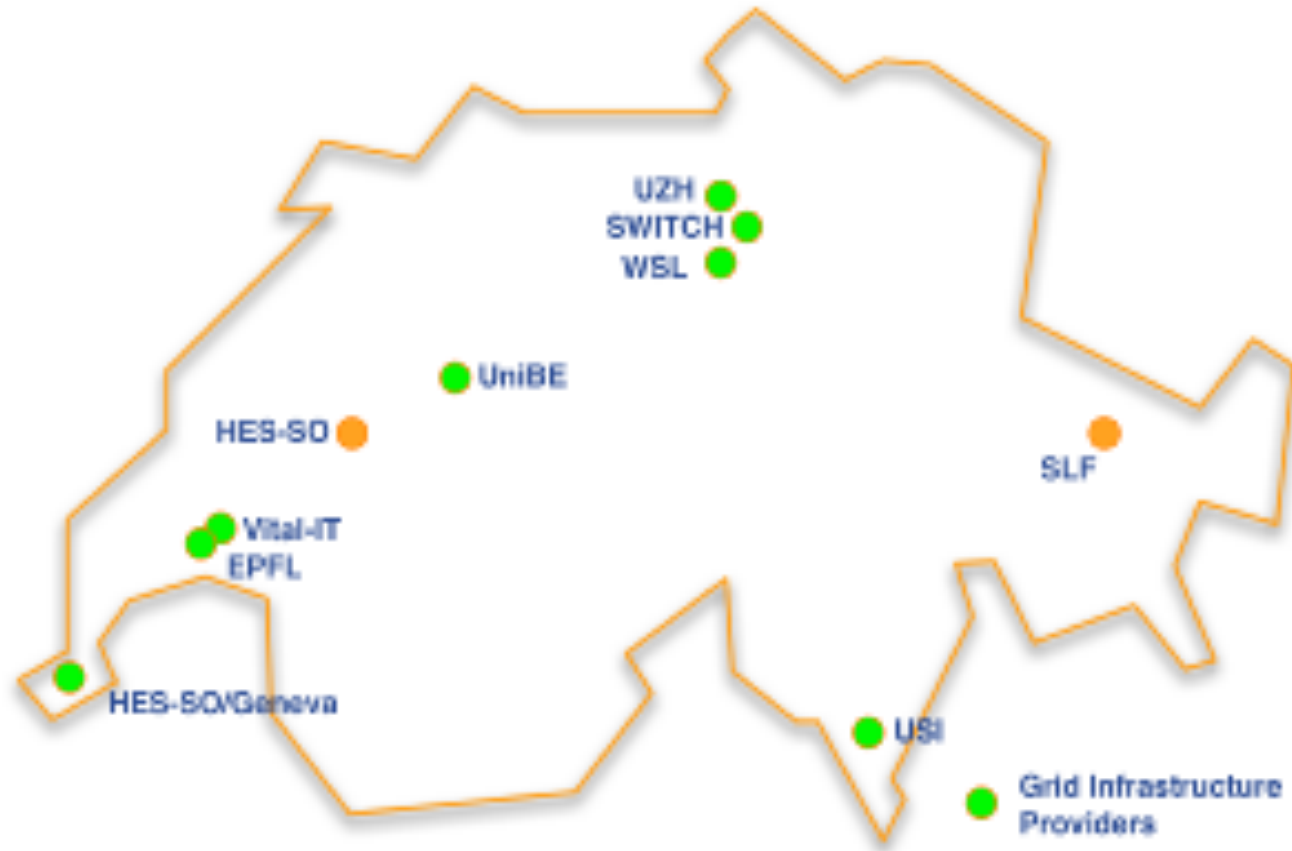 UZH
SWITCH
WSL
UniBE
HES-SO
SLF
Vital-IT
EPFL
HES-SO/Geneva
USI
Grid Infrastructure
Providers